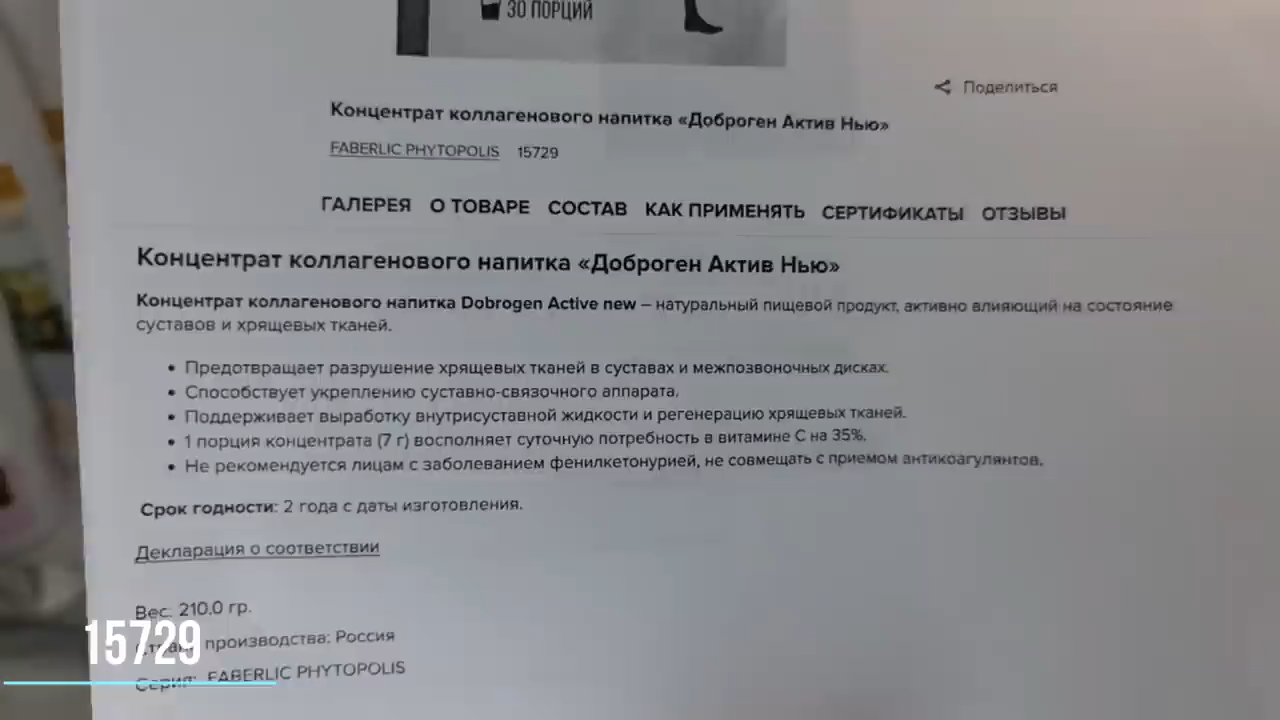 30 ПОРЦИЙ
Поделиться
Концентрат коллагенового напитка «Доброген Актив Нью»
FABERLIC PHYTOPOLIS 15729
ГАЛЕРЕЯ О ТОВАРЕ СОСТАВ КАК ПРИМЕНЯТЬ СЕРТИФИКАТЫ ОТЗЫВЫ
Концентрат коллагенового напитка «Доброген Актив Нью»
Концентрат коллагенового напитка Dobrogen Active new – натуральный пищевой продукт, активно влияющий на состояние
суставов и хрящевых тканей.
• Предотвращает разрушение хрящевых тканей в суставах и межпозвоночных дисках.
• Способствует укреплению суставно-связочного аппарата.
• Поддерживает выработку внутрисуставной жидкости и регенерацию хрящевых тканей.
• 1 порция концентрата (7 г) восполняет суточную потребность в витамине С на 35%.
• Не рекомендуется лицам с заболеванием фенилкетонурией, не совмещать с приемом антикоагулянтов.
Срок годности: 2 года с даты изготовления.
Декларация о соответствии
Вес: 210.0 гр.
производства: Россия
Серия: FABERLIC PHYTOPOLIS
15729